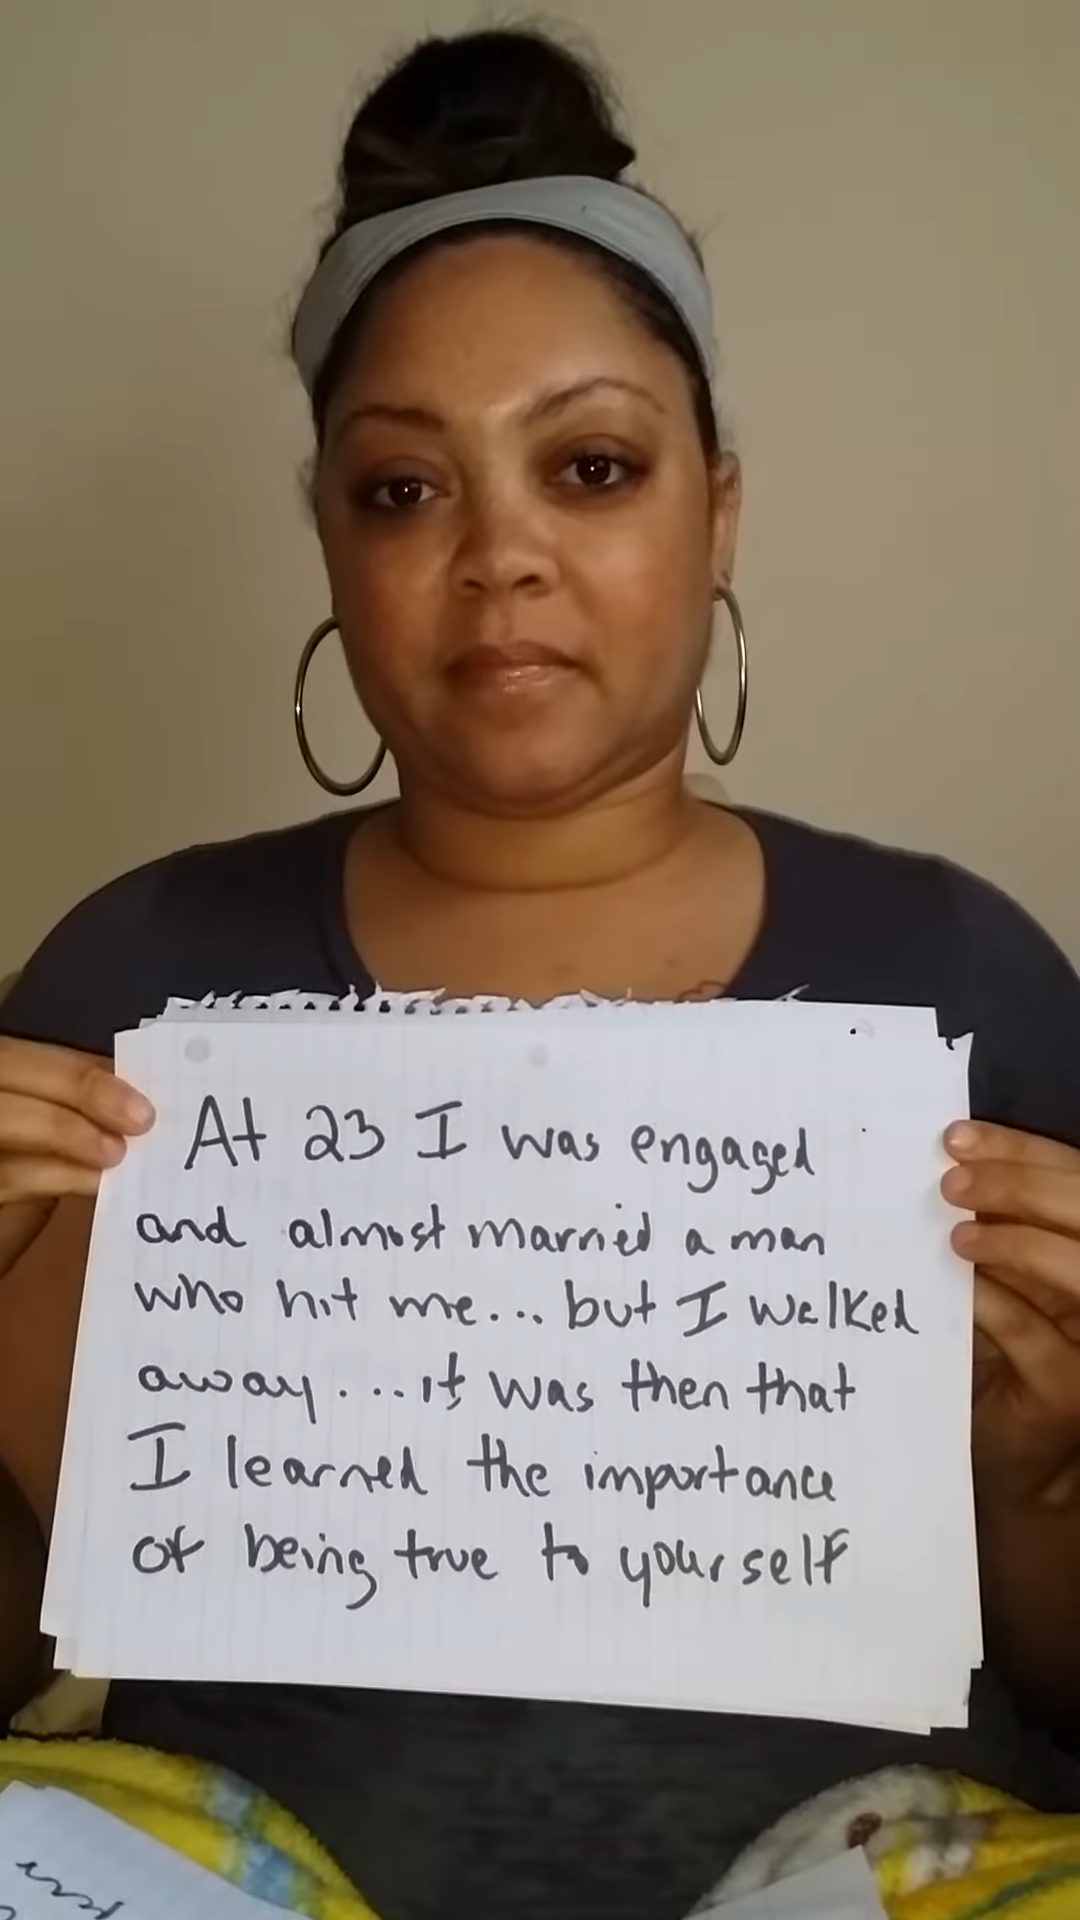 At 23 I was engaged
and almost married a man
who hit me... but I walked
away....it was then that
I learned the importance
of being true to yourself